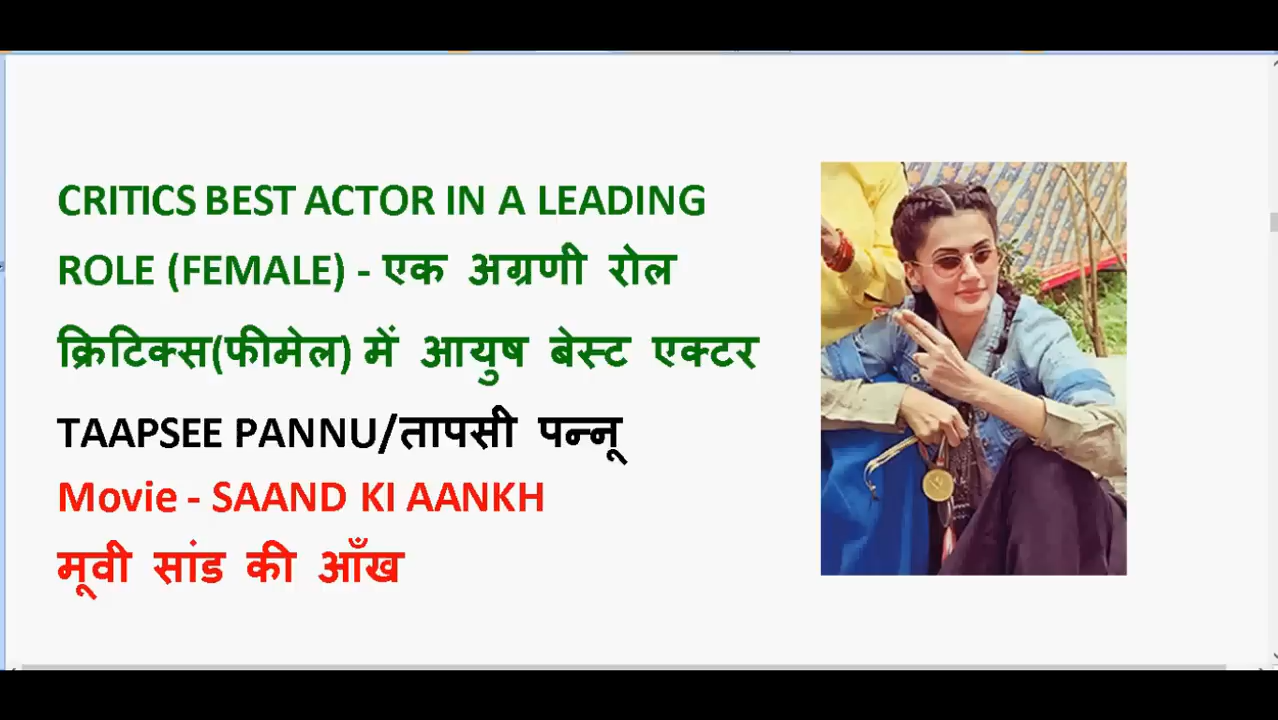 CRITICS BEST ACTOR IN A LEADING
ROLE (FEMALE) - एक अग्रणी रोल
क्रिटिक्स(फीमेल) में आयुष बेस्ट एक्टर
TAAPSEE PANNU/तापसी पन्नू
Movie - SAAND KI AANKH
मूवी सांड की आँख